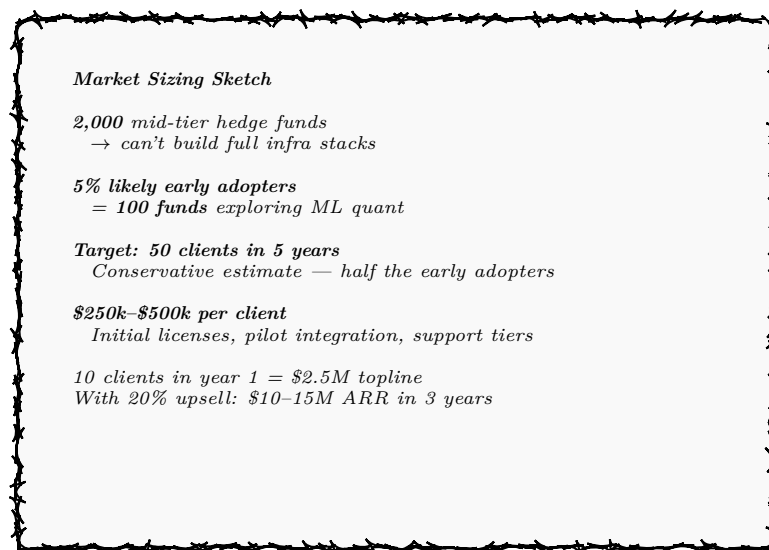 Market Sizing Sketch
2,000 mid-tier hedge funds
→ can't build full infra stacks
5% likely early adopters
= 100 funds exploring ML quant
Target: 50 clients in 5 years
Conservative estimate — half the early adopters
$250k–$500k per client
Initial licenses, pilot integration, support tiers
10 clients in year 1 = $2.5M topline
With 20% upsell: $10–15M ARR in 3 years